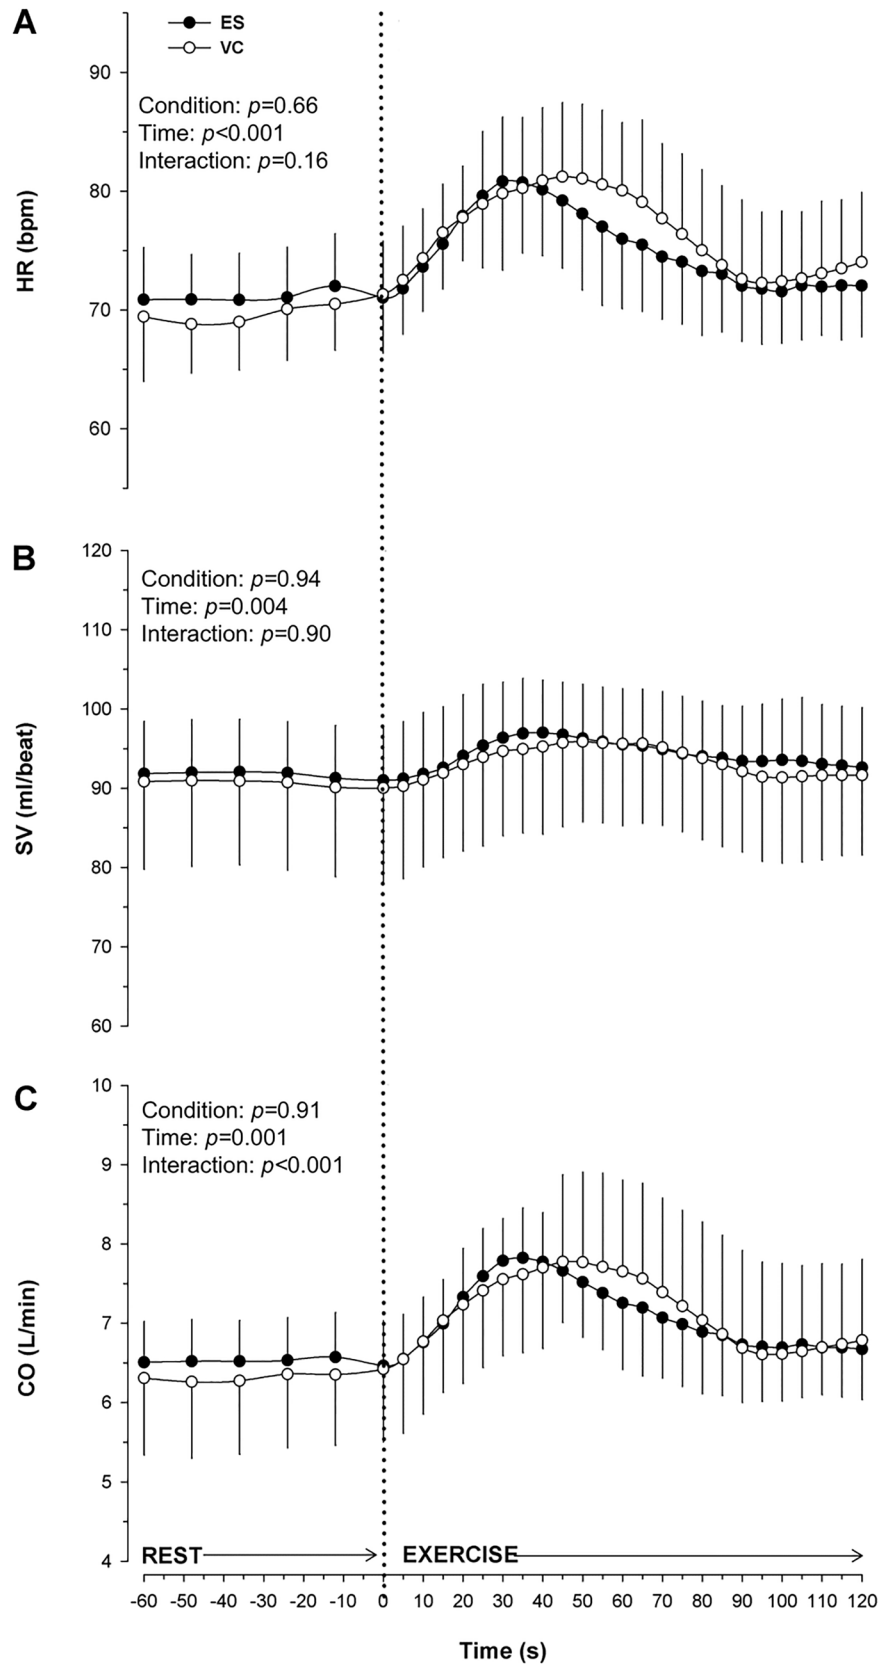 A
ES
VC
90
Condition: p=0.66
Time: p<0.001
Interaction: p=0.16
80
HR (bpm)
70
60
B
120
Condition: p=0.94
Time: p=0.004
110
Interaction: p=0.90
100
SV (ml/beat)
90
80
70
60
C
10
Condition: p=0.91
Time: p=0.001
9
Interaction: p<0.001
8
CO (L/min)
7
6
5
4
REST
EXERCISE
-60 -50 -40 -30 -20 -10 0 10 20 30 40 50 60 70 80 90 100 110 120
Time (s)